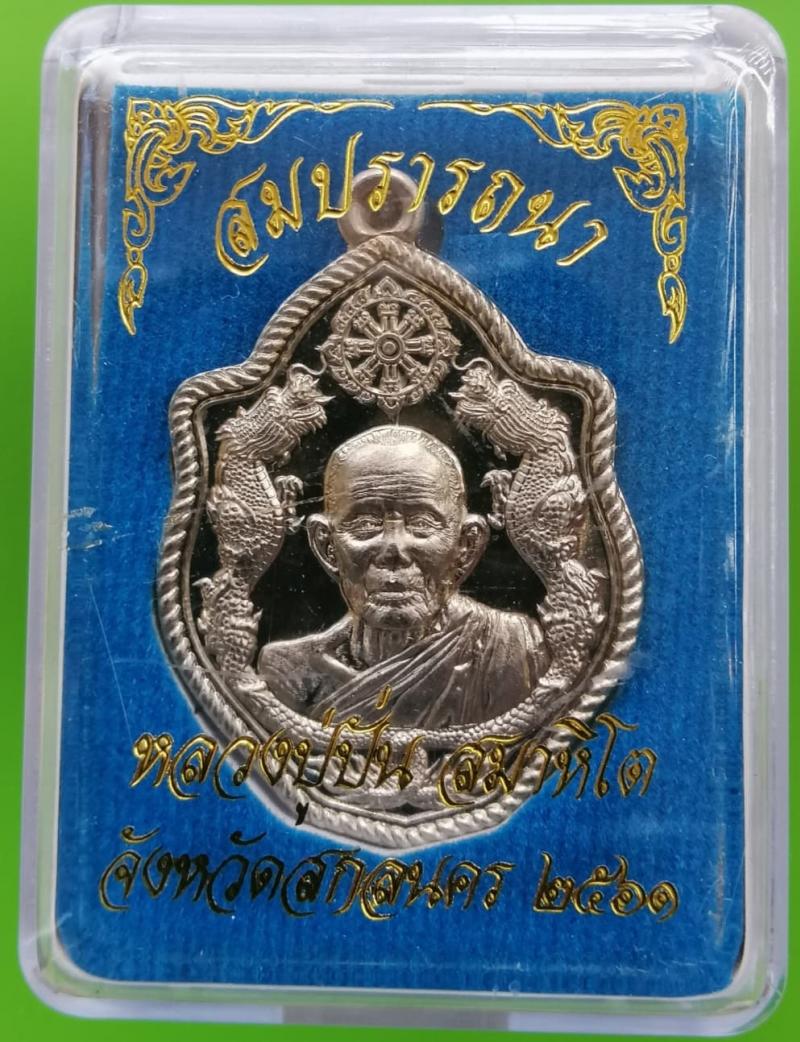 สมปรารถนา
หลวงปู่ปั่น สมาหิโต
จังหวัดสกลนคร ๒๕๖๑